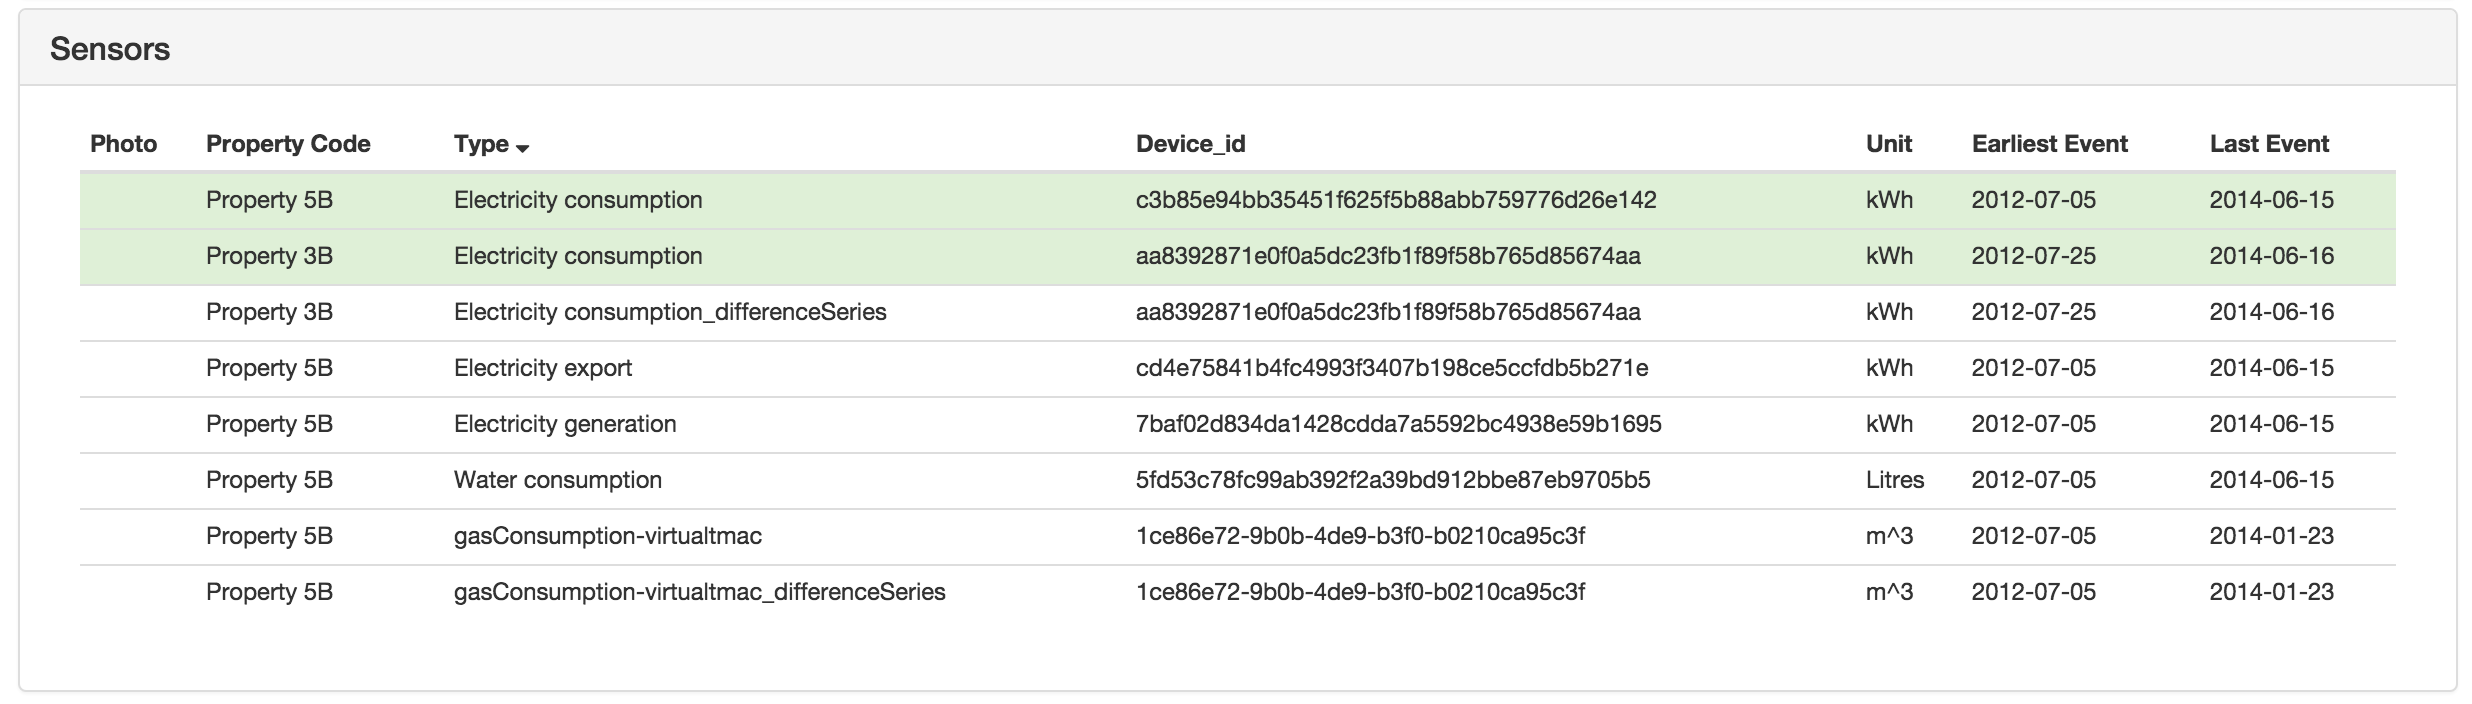 Sensors
Photo Property Code Type Device_id Unit Earliest Event Last Event
Property 5B Electricity consumption c3b85e94bb35451f625f5b88abb759776d26e142 kWh 2012-07-05 2014-06-15
Property 3B Electricity consumption aa8392871e0f0a5dc23fb1f89f58b765d85674aa kWh 2012-07-25 2014-06-16
Property 3B Electricity consumption_differenceSeries aa8392871e0f0a5dc23fb1f89f58b765d85674aa kWh 2012-07-25 2014-06-16
Property 5B Electricity export cd4e75841b4fc4993f3407b198ce5ccfdb5b271e kWh 2012-07-05 2014-06-15
Property 5B Electricity generation 7baf02d834da1428cdda7a5592bc4938e59b1695 kWh 2012-07-05 2014-06-15
Property 5B Water consumption 5fd53c78fc99ab392f2a39bd912bbe87eb9705b5 Litres 2012-07-05 2014-06-15
Property 5B gasConsumption-virtualtmac 1ce86e72-9b0b-4de9-b3f0-b0210ca95c3f m^3 2012-07-05 2014-01-23
Property 5B gasConsumption-virtualtmac_differenceSeries 1ce86e72-9b0b-4de9-b3f0-b0210ca95c3f m^3 2012-07-05 2014-01-23